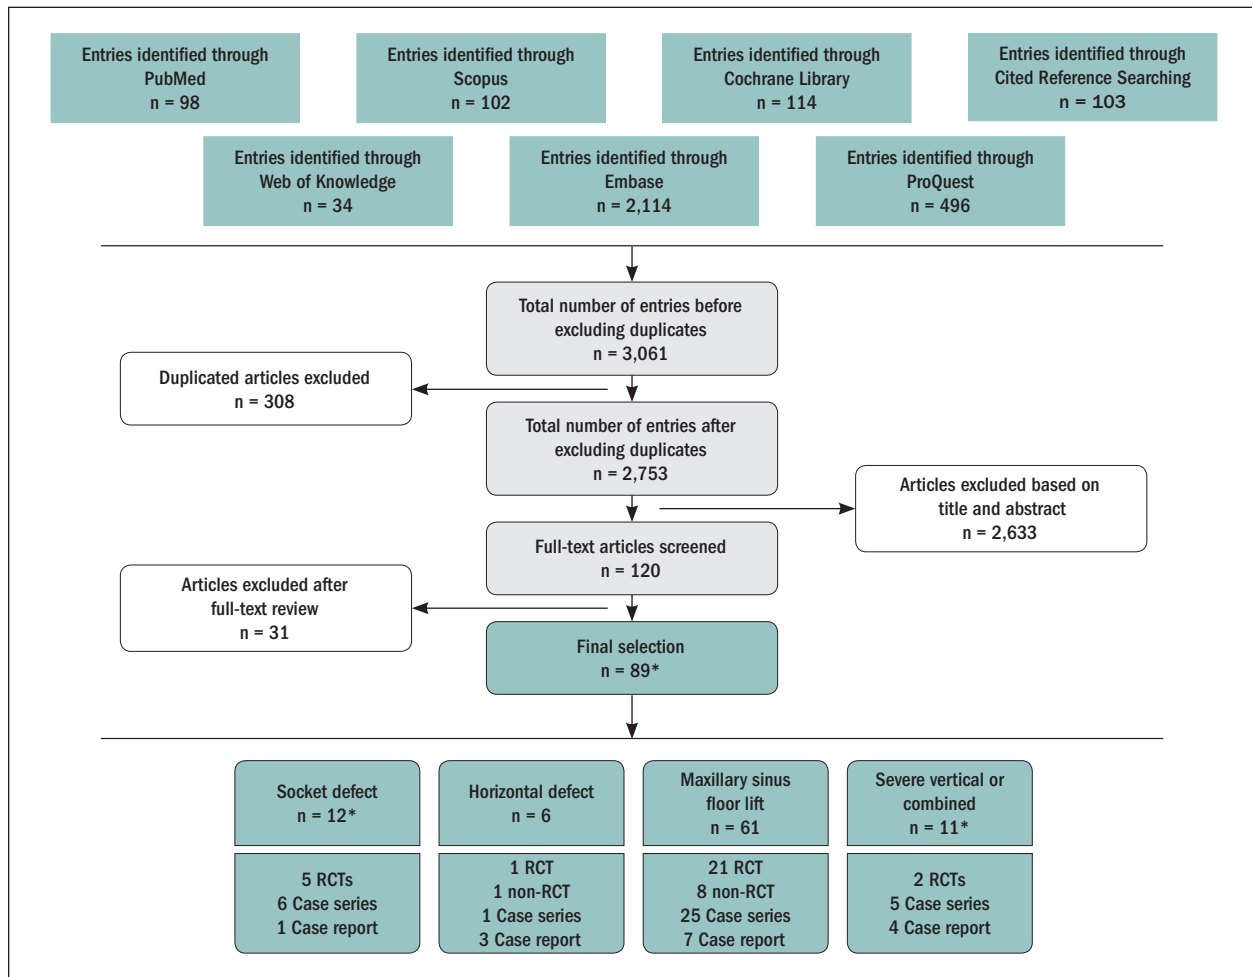 Entries identified through
PubMed
n = 98
Entries identified through
Scopus
n = 102
Entries identified through
Cochrane Library
n = 114
Entries identified through
Cited Reference Searching
n = 103
Entries identified through
Web of Knowledge
n = 34
Entries identified through
Embase
n = 2,114
Entries identified through
ProQuest
n = 496
Total number of entries before
excluding duplicates
n = 3,061
Duplicated articles excluded
n = 308
Total number of entries after
excluding duplicates
n = 2,753
Articles excluded based on
title and abstract
n = 2,633
Full-text articles screened
n = 120
Articles excluded after
full-text review
n = 31
Final selection
n = 89*
Socket defect
n = 12*
Horizontal defect
n = 6
Maxillary sinus
floor lift
n = 61
Severe vertical or
combined
n = 11*
5 RCTs
6 Case series
1 Case report
1 RCT
1 non-RCT
1 Case series
3 Case report
21 RCT
8 non-RCT
25 Case series
7 Case report
2 RCTs
5 Case series
4 Case report